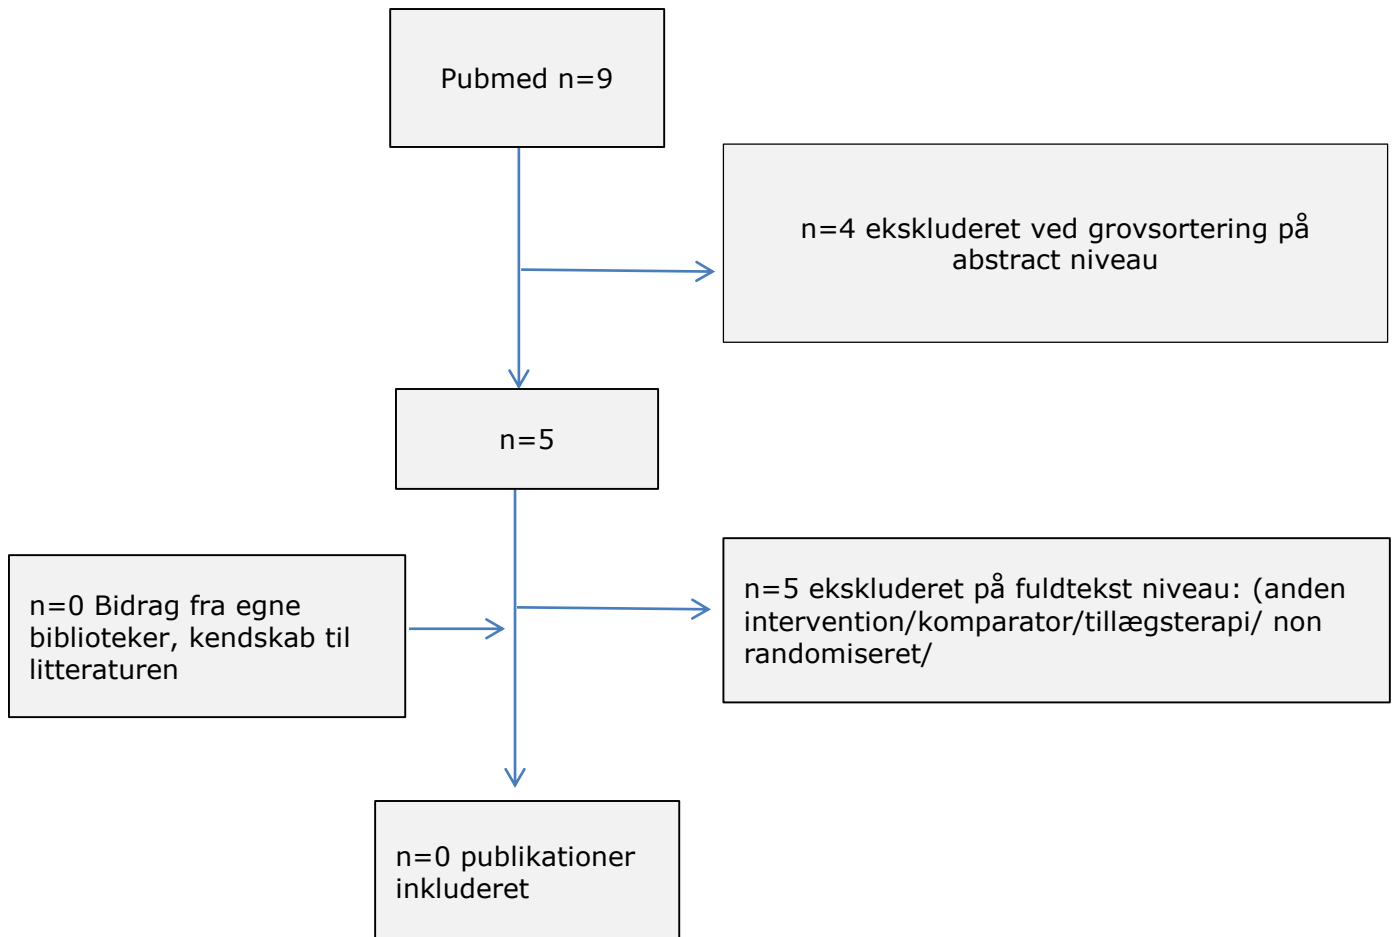 Pubmed n=9
n=4 ekskluderet ved grovsortering på
abstract niveau
n=5
n=0 Bidrag fra egne
biblioteker, kendskab til
litteraturen
n=5 ekskluderet på fuldtekst niveau: (anden
intervention/komparator/tillægsterapi/ non
randomiseret/
n=0 publikationer
inkluderet